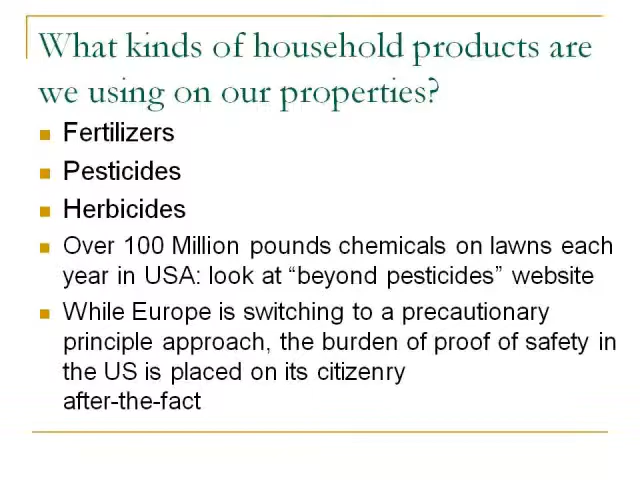 What kinds of household products are
we using on our properties?
Fertilizers
Pesticides
Herbicides
Over 100 Million pounds chemicals on lawns each
year in USA: look at “beyond pesticides” website
While Europe is switching to a precautionary
principle approach, the burden of proof of safety in
the US is placed on its citizenry
after-the-fact